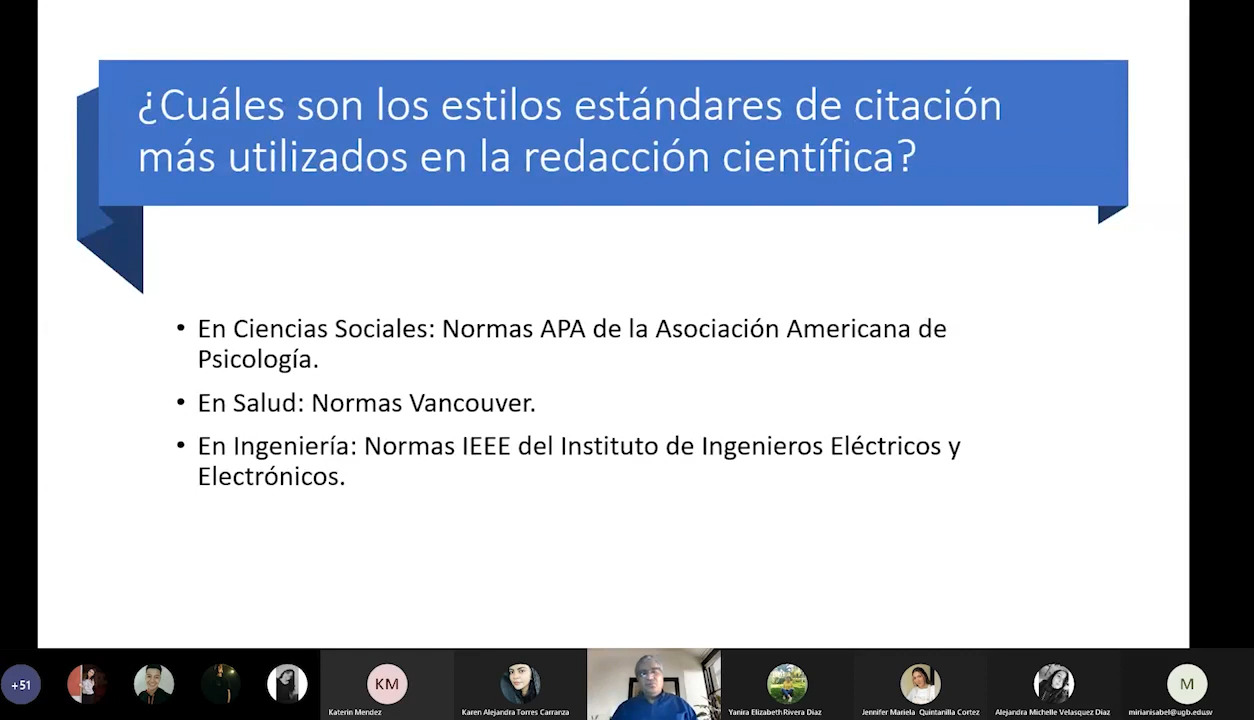 ¿Cuáles son los estilos estándares de citación
más utilizados en la redacción científica?
• En Ciencias Sociales: Normas APA de la Asociación Americana de
Psicología.
• En Salud: Normas Vancouver.
• En Ingeniería: Normas IEEE del Instituto de Ingenieros Eléctricos y
Electrónicos.
+51
KM
M
Katerin Mendez
Karen Alejandra Torres Carranza
Yanira Elizabeth Rivera Diaz
Jennifer Mariela Quintanilla Cortez
Alejandra Michelle Velasquez Diaz
miriarisabel@ugb.edu.sv